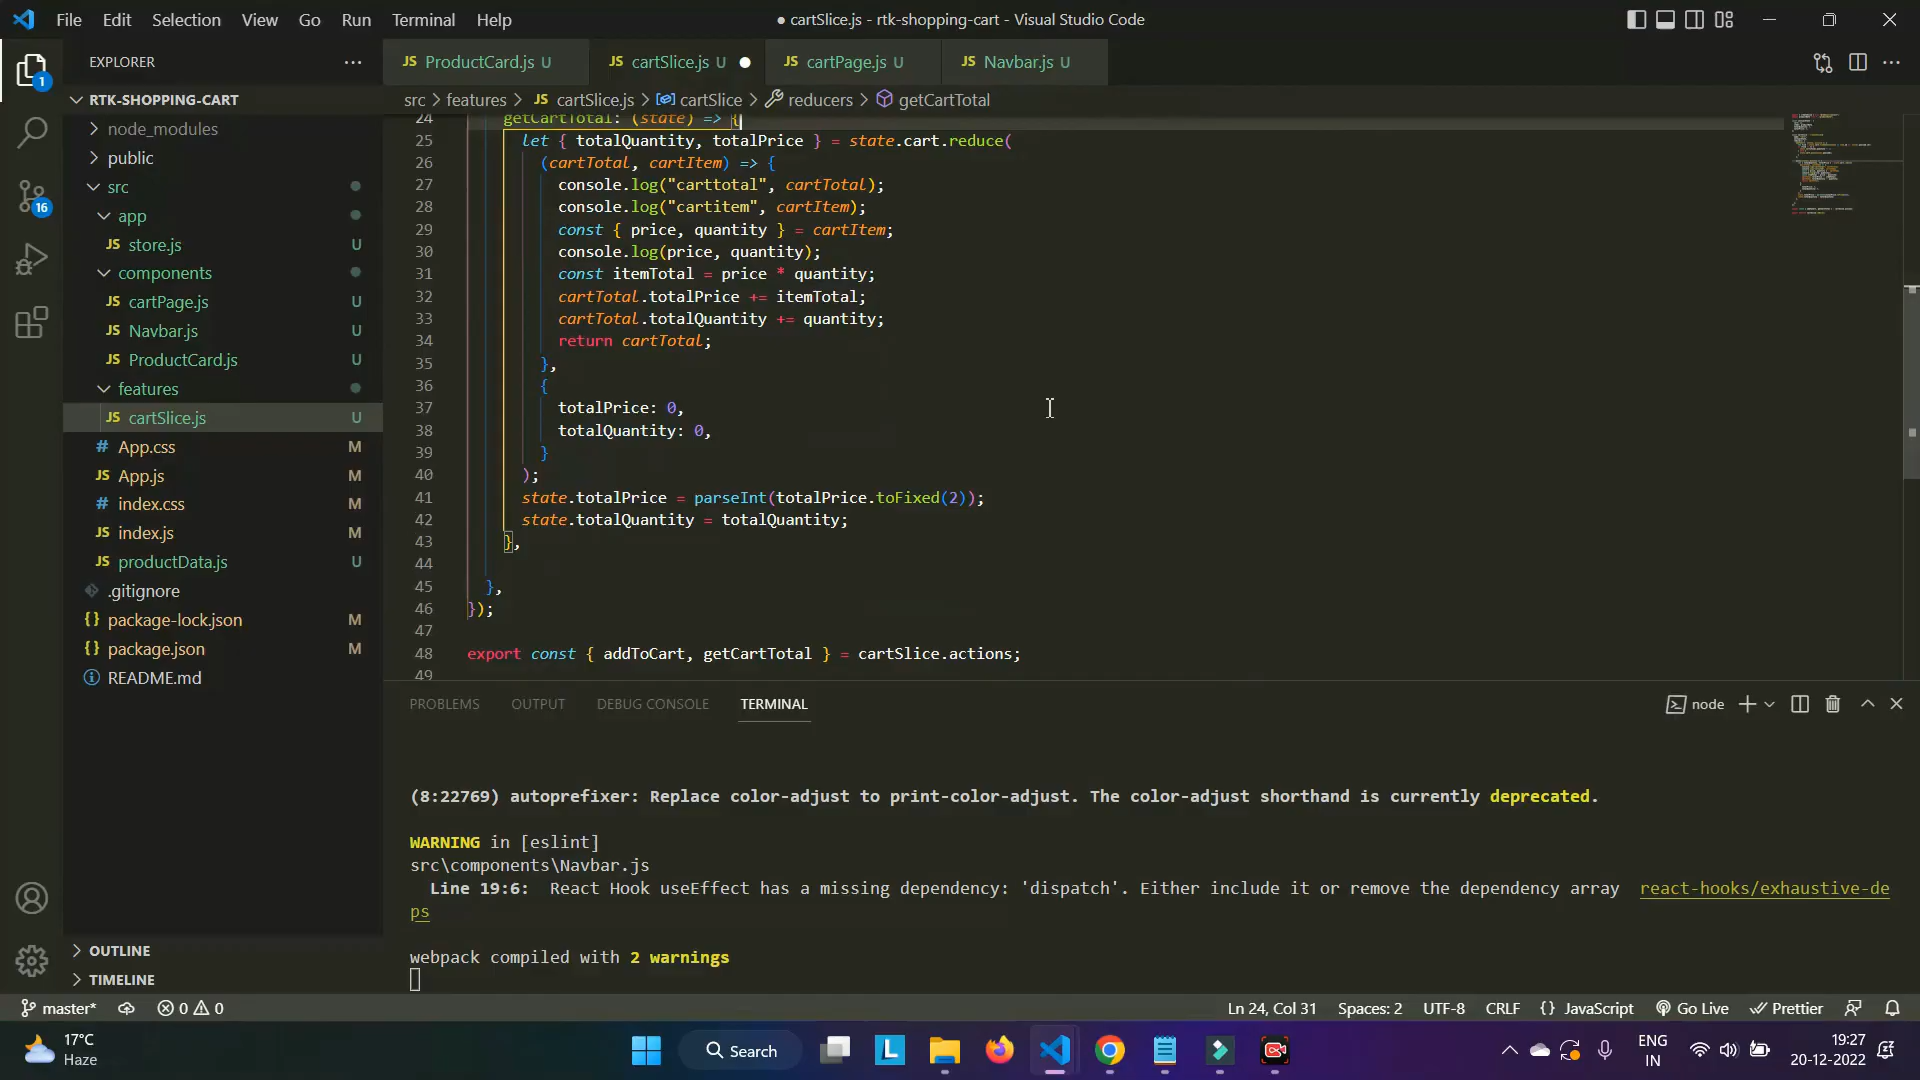 File Edit Selection View Go Run Terminal Help
● cartSlice.js - rtk-shopping-cart - Visual Studio Code
EXPLORER
JS ProductCard.js U
JS cartSlice.js U
JS cartPage.js U
JS Navbar.js U
RTK-SHOPPING-CART
src > features > JS cartSlice.js > cartSlice > reducers > getCartTotal
1
node_modules
public
src
app
JS store.js U
components
JS cartPage.js U
JS Navbar.js U
JS ProductCard.js U
features
JS cartSlice.js U
# App.css M
JS App.js M
# index.css M
JS index.js M
JS productData.js U
.gitignore
{} package-lock.json M
{} package.json M
README.md
OUTLINE
TIMELINE
16
24 getCartTotal: (state) => {
25 let { totalQuantity, totalPrice } = state.cart.reduce(
26 (cartTotal, cartItem) => {
27 console.log("carttotal", cartTotal);
28 console.log("cartitem", cartItem);
29 const { price, quantity } = cartItem;
30 console.log(price, quantity);
31 const itemTotal = price * quantity;
32 cartTotal.totalPrice += itemTotal;
33 cartTotal.totalQuantity += quantity;
34 return cartTotal;
35 },
36 {
37 totalPrice: 0,
38 totalQuantity: 0,
39 }
40 );
41 state.totalPrice = parseInt(totalPrice.toFixed(2));
42 state.totalQuantity = totalQuantity;
43 },
44
45 },
46 });
47
48 export const { addToCart, getCartTotal } = cartSlice.actions;
49
PROBLEMS OUTPUT DEBUG CONSOLE TERMINAL
node
(8:22769) autoprefixer: Replace color-adjust to print-color-adjust. The color-adjust shorthand is currently deprecated.
WARNING in [eslint]
src\components\Navbar.js
Line 19:6: React Hook useEffect has a missing dependency: 'dispatch'. Either include it or remove the dependency array react-hooks/exhaustive-de
ps
webpack compiled with 2 warnings
master* 0 0
Ln 24, Col 31 Spaces: 2 UTF-8 CRLF {} JavaScript Go Live Prettier
17°C
Haze
Search
L
ENG
IN
19:27
20-12-2022